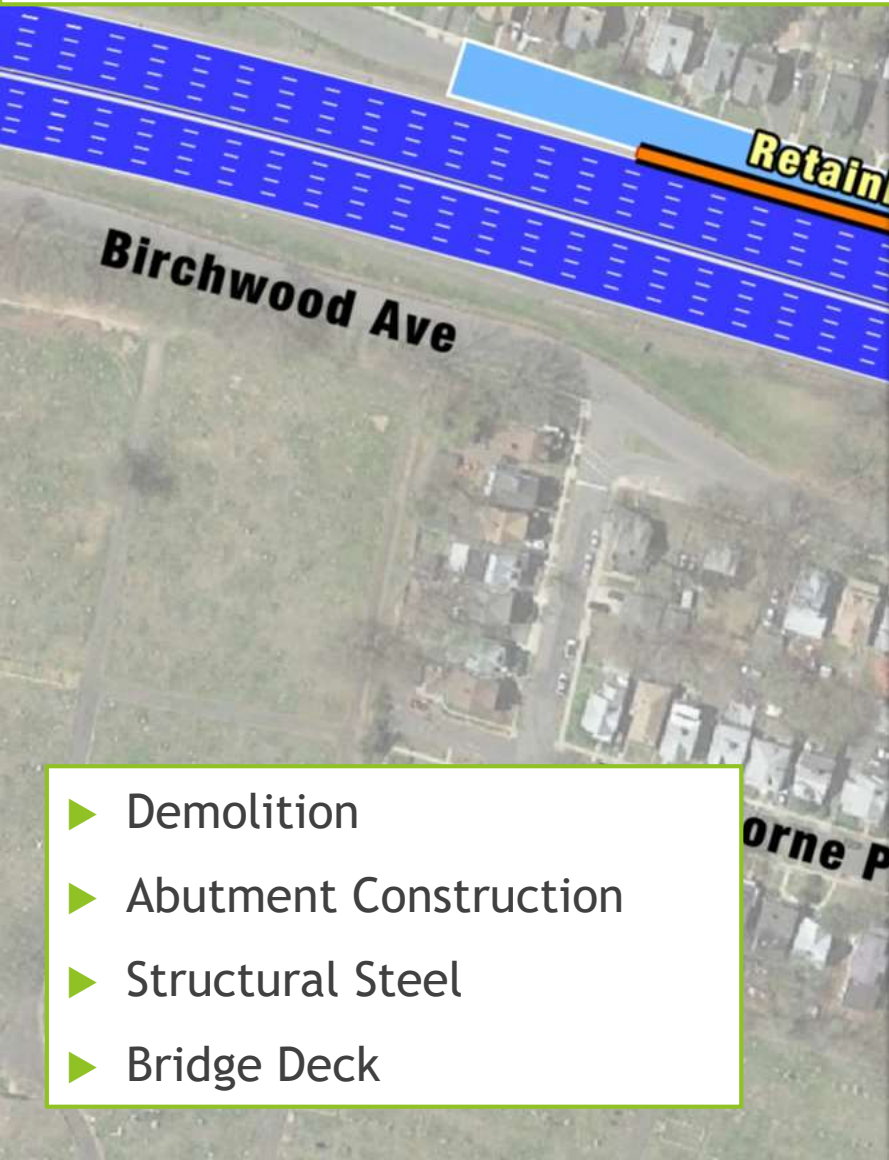 Retain
Birchwood Ave
orne P
Demolition
Abutment Construction
Structural Steel
Bridge Deck